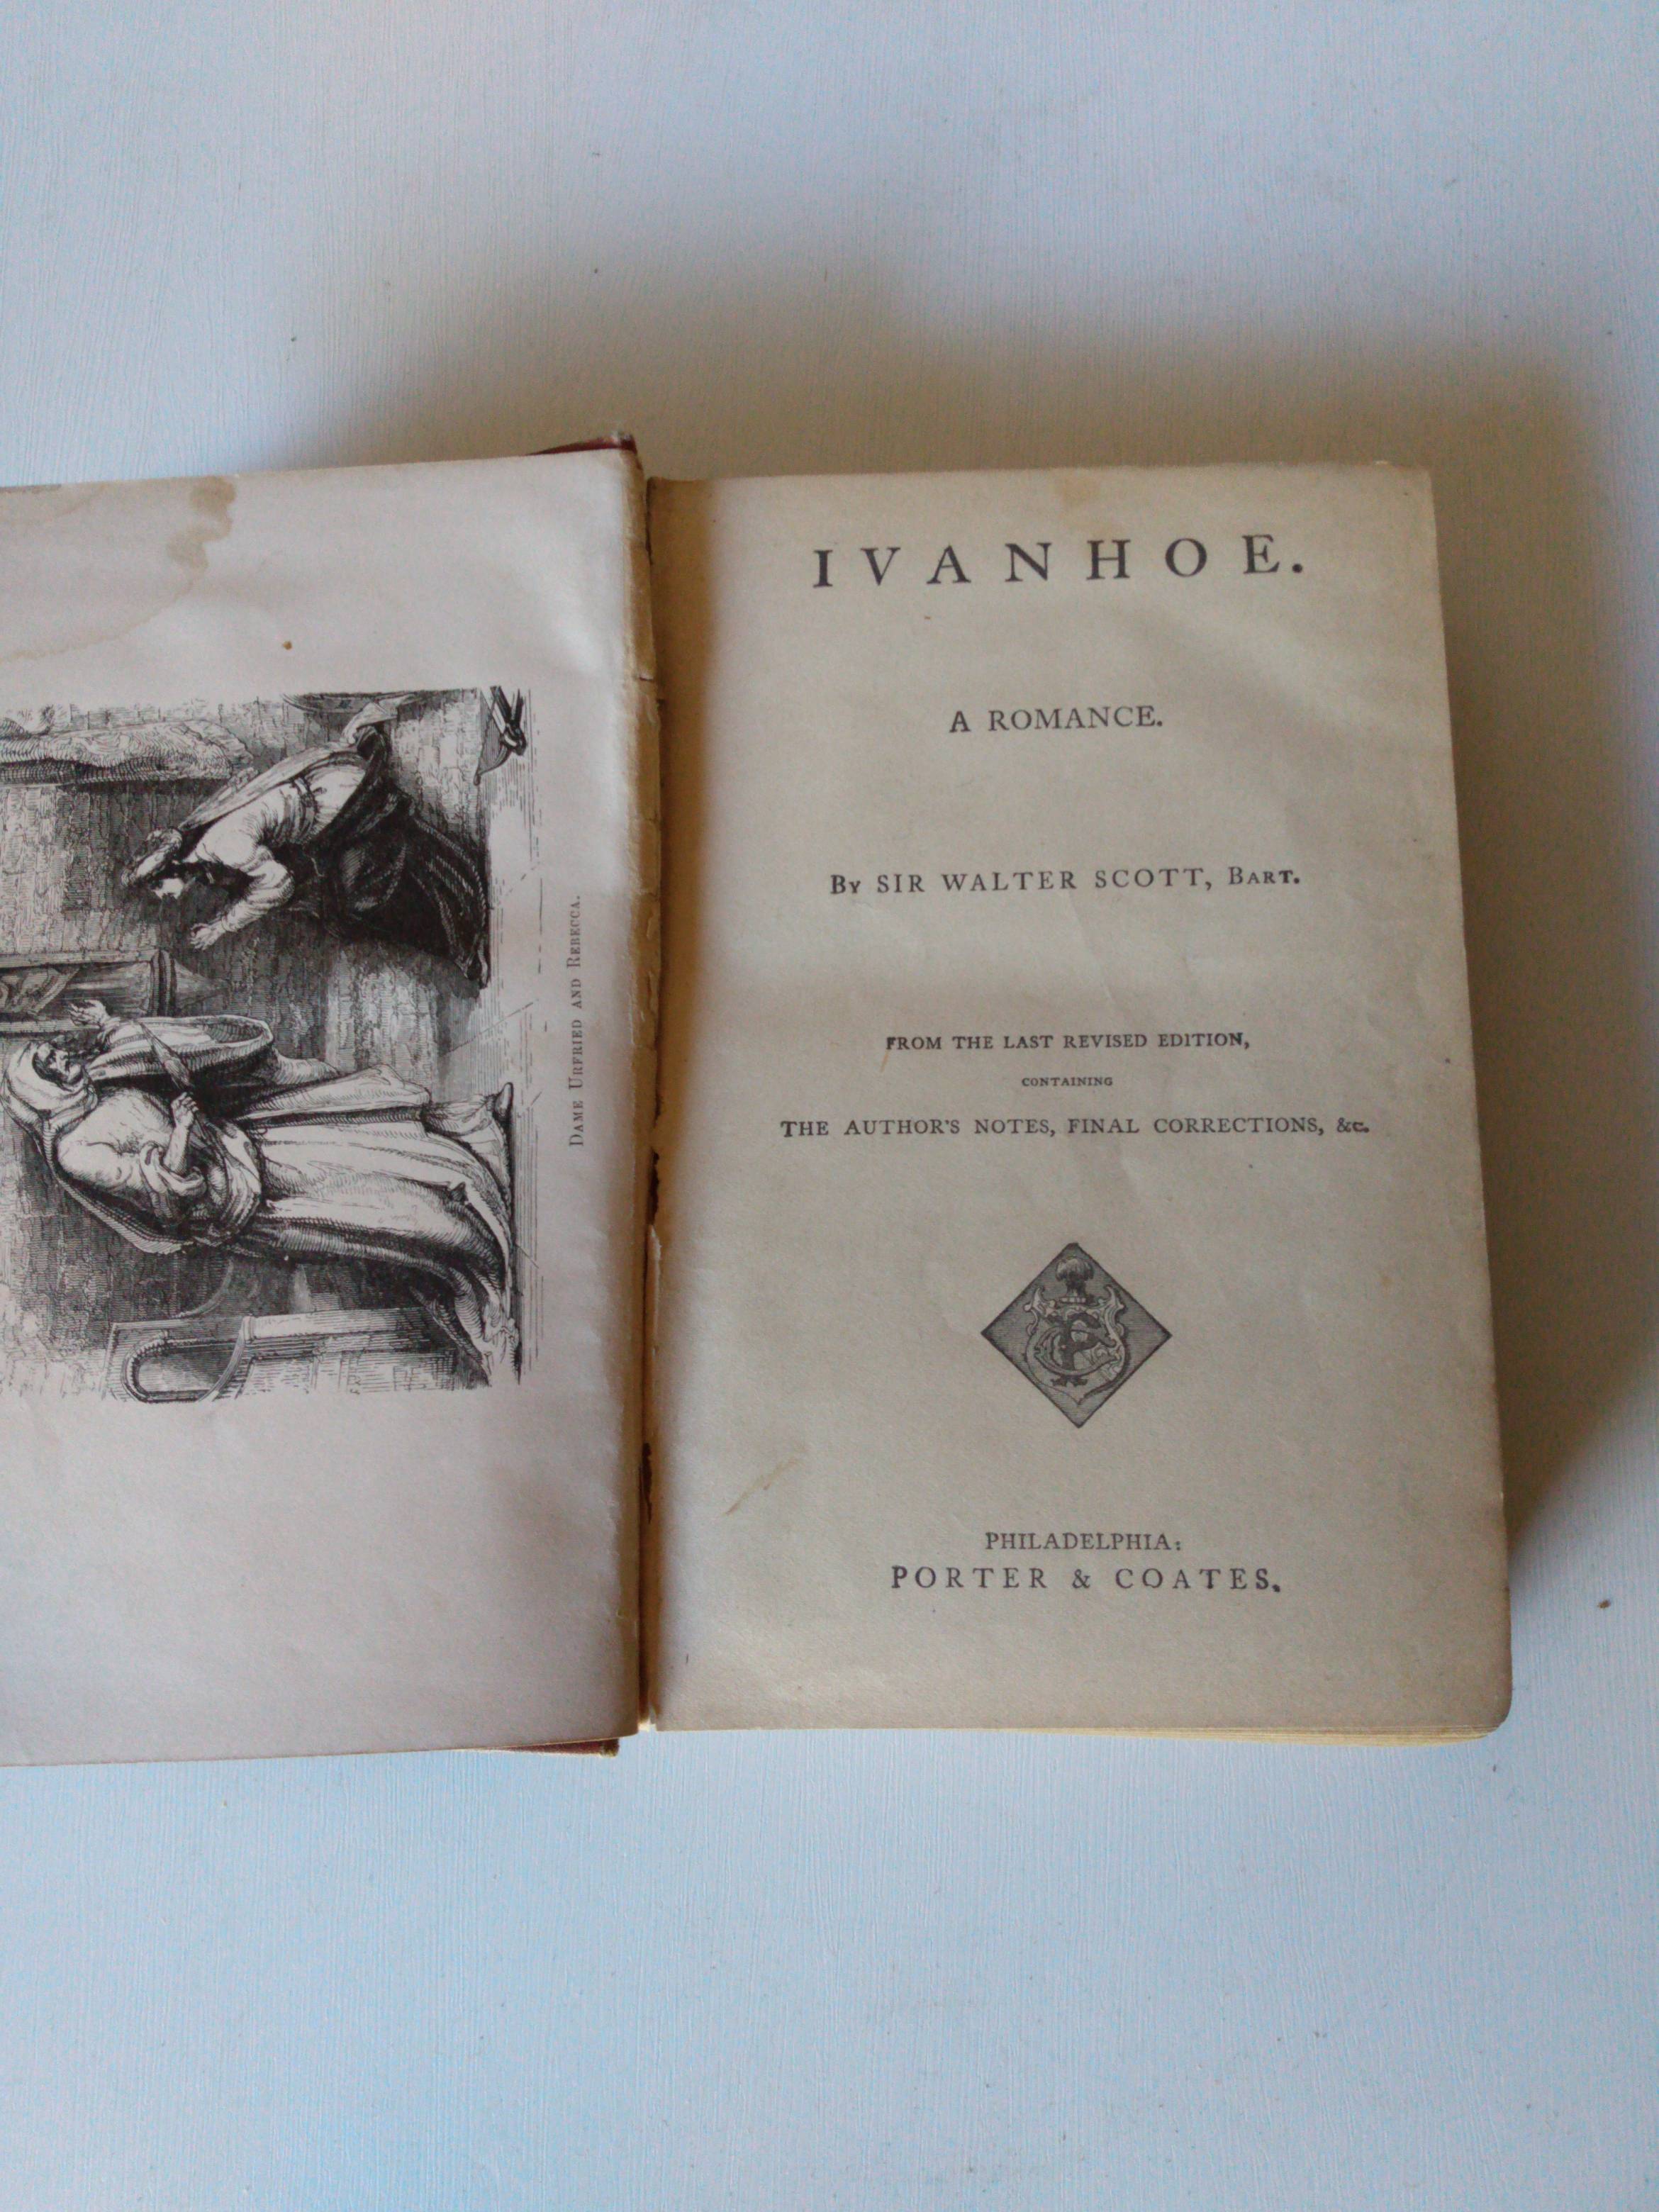 DAME URFRIED AND REBECCA.
IVANHOE.
A ROMANCE.
BY SIR WALTER SCOTT, BART.
FROM THE LAST REVISED EDITION,
CONTAINING
THE AUTHOR'S NOTES, FINAL CORRECTIONS, &c.
PHILADELPHIA:
PORTER & COATES.